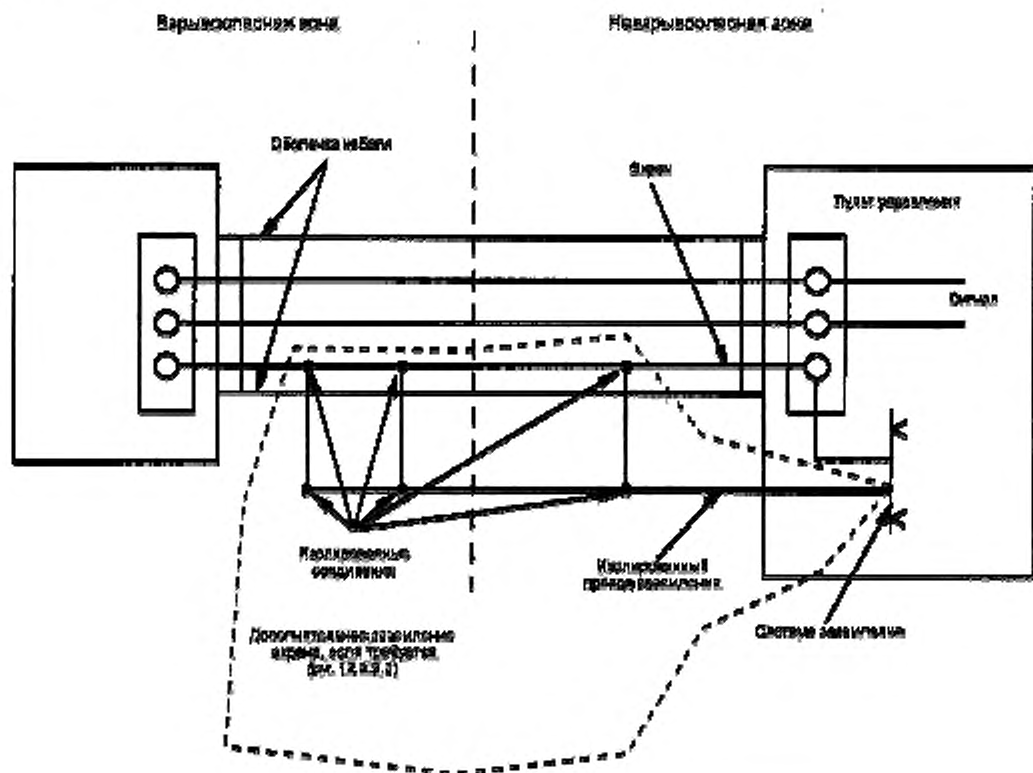 Взрывоопасная зона
Невзрывоопасная зона
Оболочка кабеля
Экран
Пульт управления
Сигнал
Изолированные
соединения
Изолированный
провод заземления
Система заземления
Дополнительное заземление
экрана, если требуется
(см.